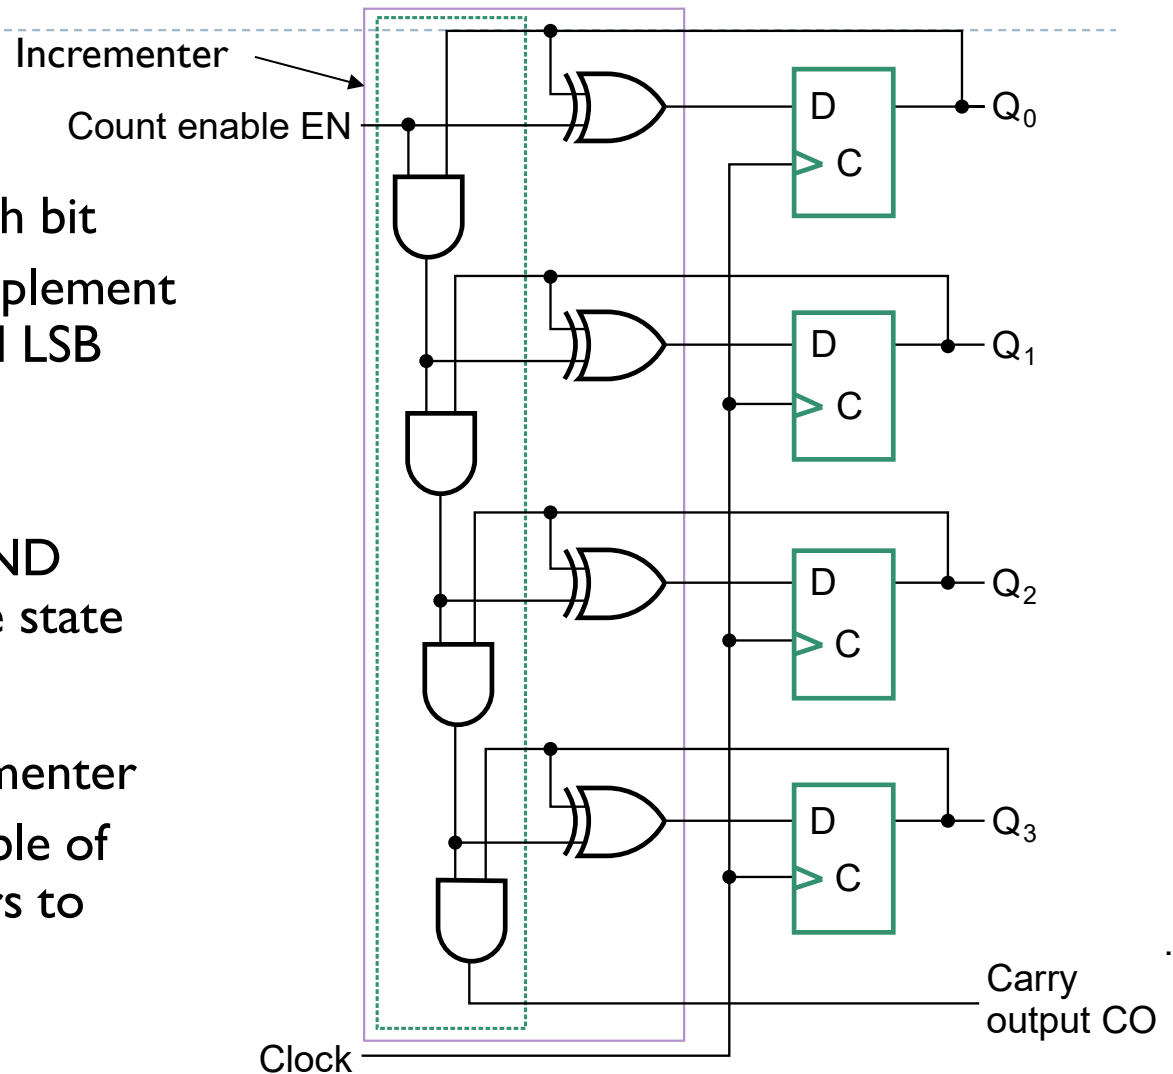 Incrementer
Count enable EN
h bit
plement
LSB
ND
e state
menter
ple of
rs to
D
C
Q0
D
C
Q1
D
C
Q2
D
C
Q3
.
Carry
output CO
Clock